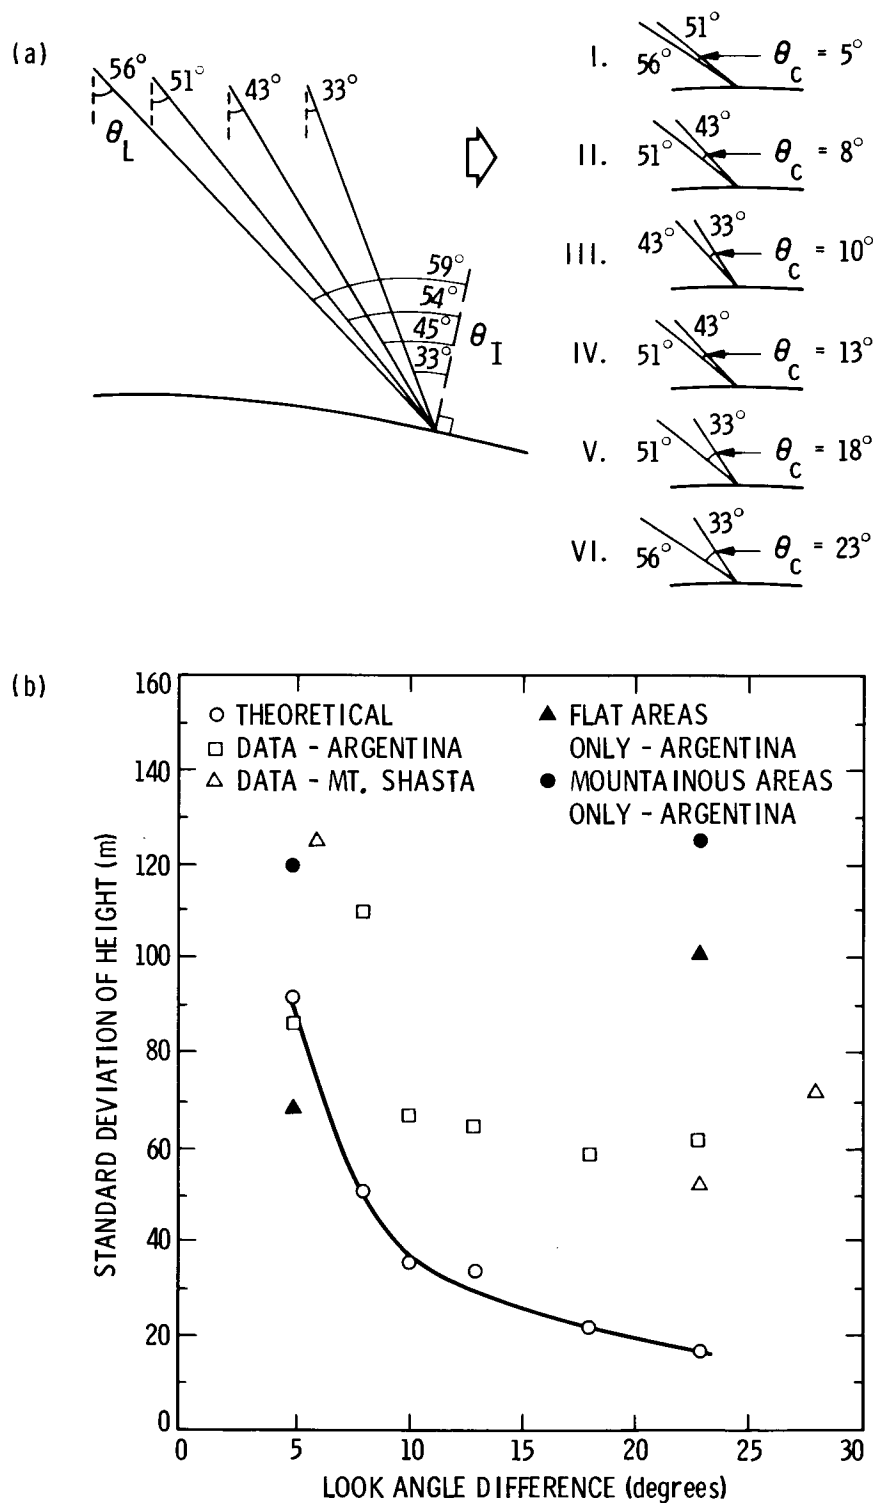 (a)
56°
51°
43°
33°
θL
59°
54°
45°
33°
θI
I.
51°
56°
θc = 5°
II.
43°
51°
θc = 8°
III.
33°
43°
θc = 10°
IV.
43°
51°
θc = 13°
V.
33°
51°
θc = 18°
VI.
33°
56°
θc = 23°
(b)
STANDARD DEVIATION OF HEIGHT (m)
160
140
120
100
80
60
40
20
0
THEORETICAL
DATA - ARGENTINA
DATA - MT. SHASTA
FLAT AREAS
ONLY - ARGENTINA
MOUNTAINOUS AREAS
ONLY - ARGENTINA
0 5 10 15 20 25 30
LOOK ANGLE DIFFERENCE (degrees)